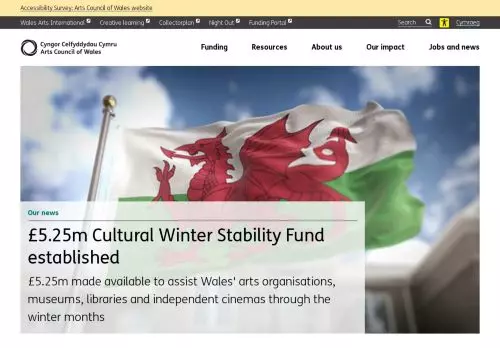 Accessibility Survey: Arts Council of Wales website
Wales Arts International Creative learning Collectorplan Night Out Funding Portal Search Cymraeg
Cyngor Celfyddydau Cymru
Arts Council of Wales
Funding Resources About us Our impact Jobs and news
Our news
£5.25m Cultural Winter Stability Fund
established
£5.25m made available to assist Wales' arts organisations,
museums, libraries and independent cinemas through the
winter months